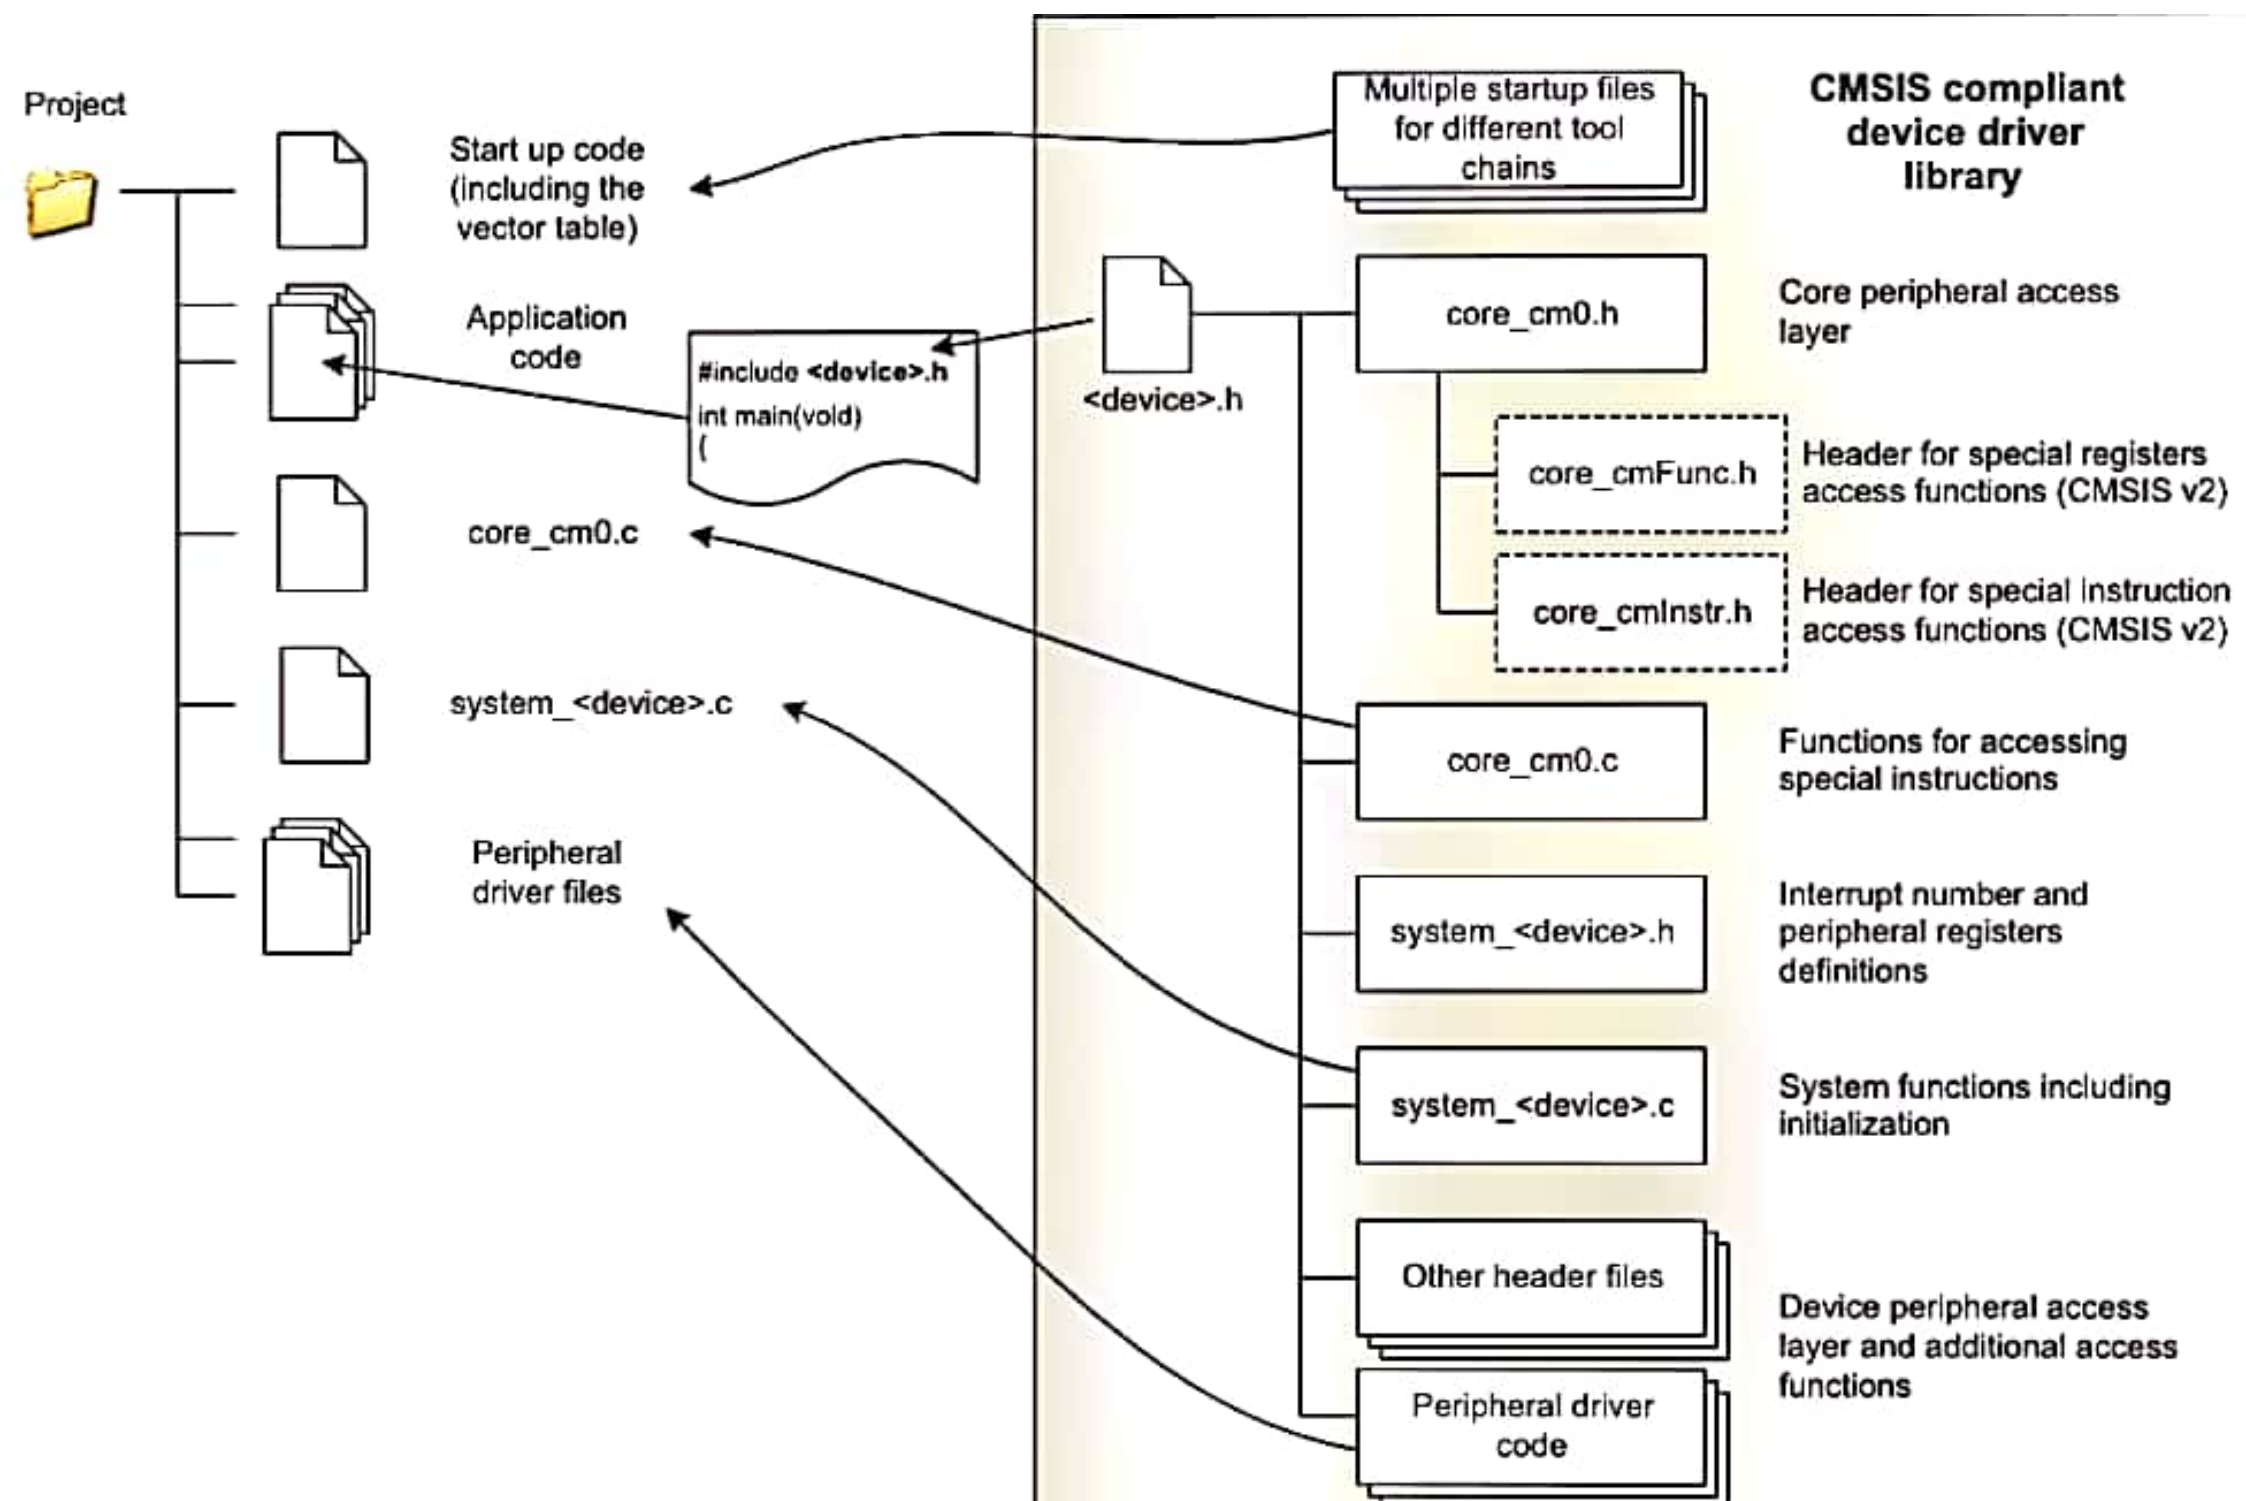 Project
Start up code
(including the
vector table)
Application
code
#include <device>.h
int main(void)
{
core_cm0.c
system_<device>.c
Peripheral
driver files
CMSIS compliant
device driver
library
Multiple startup files
for different tool
chains
<device>.h
core_cm0.h
Core peripheral access
layer
core_cmFunc.h
Header for special registers
access functions (CMSIS v2)
core_cmInstr.h
Header for special instruction
access functions (CMSIS v2)
core_cm0.c
Functions for accessing
special instructions
system_<device>.h
Interrupt number and
peripheral registers
definitions
system_<device>.c
System functions including
initialization
Other header files
Device peripheral access
layer and additional access
functions
Peripheral driver
code